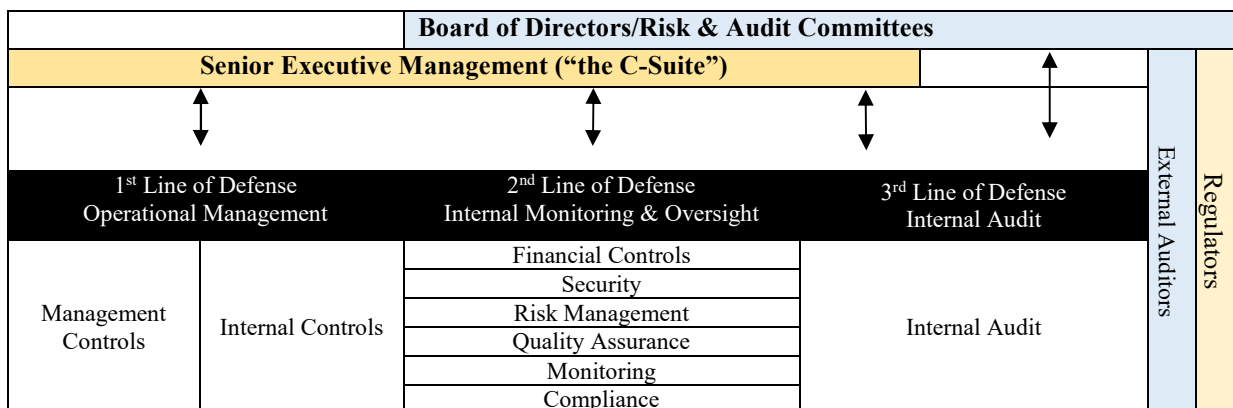 Board of Directors/Risk & Audit Committees
Senior Executive Management (“the C-Suite”)
1st Line of Defense
Operational Management
2nd Line of Defense
Internal Monitoring & Oversight
3rd Line of Defense
Internal Audit
Management
Controls
Internal Controls
Financial Controls
Security
Risk Management
Quality Assurance
Monitoring
Compliance
Internal Audit
External Auditors
Regulators